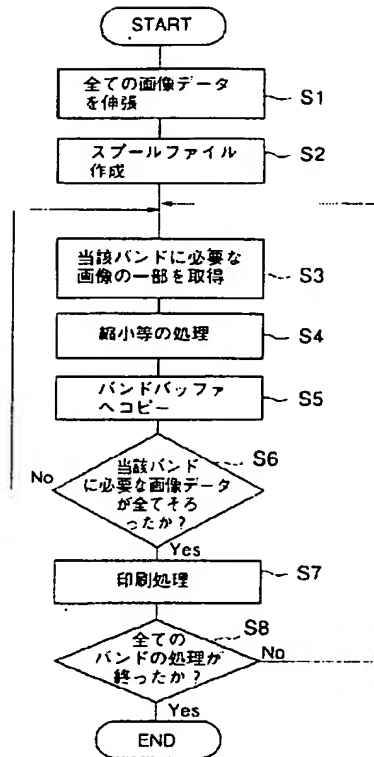 START
全ての画像データ
を伸張
S1
スプールファイル
作成
S2
当該バンドに必要な
画像の一部を取得
S3
縮小等の処理
S4
バンドバッファ
へコピー
S5
S6
当該バンド
に必要な画像データ
が全てそろ
ったか?
No
Yes
印刷処理
S7
S8
全ての
バンドの処理が
終ったか?
No
Yes
END